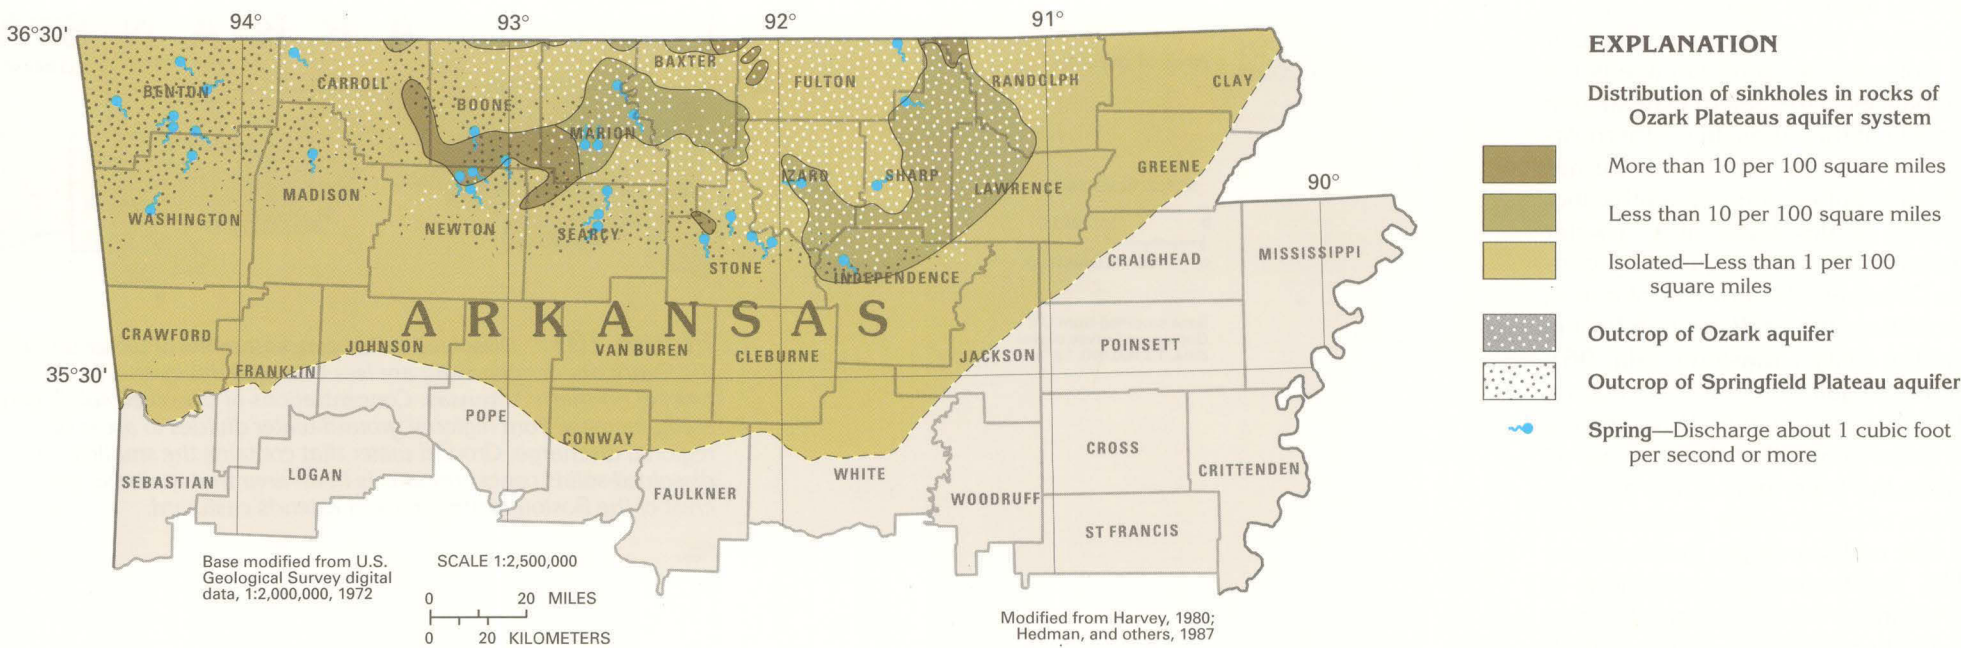 94° 93° 92° 91°
36°30'
BAXTER
CARROLL FULTON RANDOLPH CLAY
BENTON
BOONE
MARION
GREENE
IZARD SHARP
90°
MADISON LAWRENCE
WASHINGTON
NEWTON SEARCY
MISSISSIPPI
CRAIGHEAD
STONE
INDEPENDENCE
ARKANSAS
CRAWFORD
JOHNSON VAN BUREN CLEBURNE JACKSON POINSETT
FRANKLIN
35°30'
POPE
CONWAY
CROSS
SEBASTIAN LOGAN WHITE CRITTENDEN
FAULKNER WOODRUFF
ST FRANCIS
Base modified from U.S.
Geological Survey digital
data, 1:2,000,000, 1972
SCALE 1:2,500,000
0 20 MILES
0 20 KILOMETERS
Modified from Harvey, 1980;
Hedman, and others, 1987
EXPLANATION
Distribution of sinkholes in rocks of
Ozark Plateaus aquifer system
More than 10 per 100 square miles
Less than 10 per 100 square miles
Isolated—Less than 1 per 100
square miles
Outcrop of Ozark aquifer
Outcrop of Springfield Plateau aquifer
Spring—Discharge about 1 cubic foot
per second or more